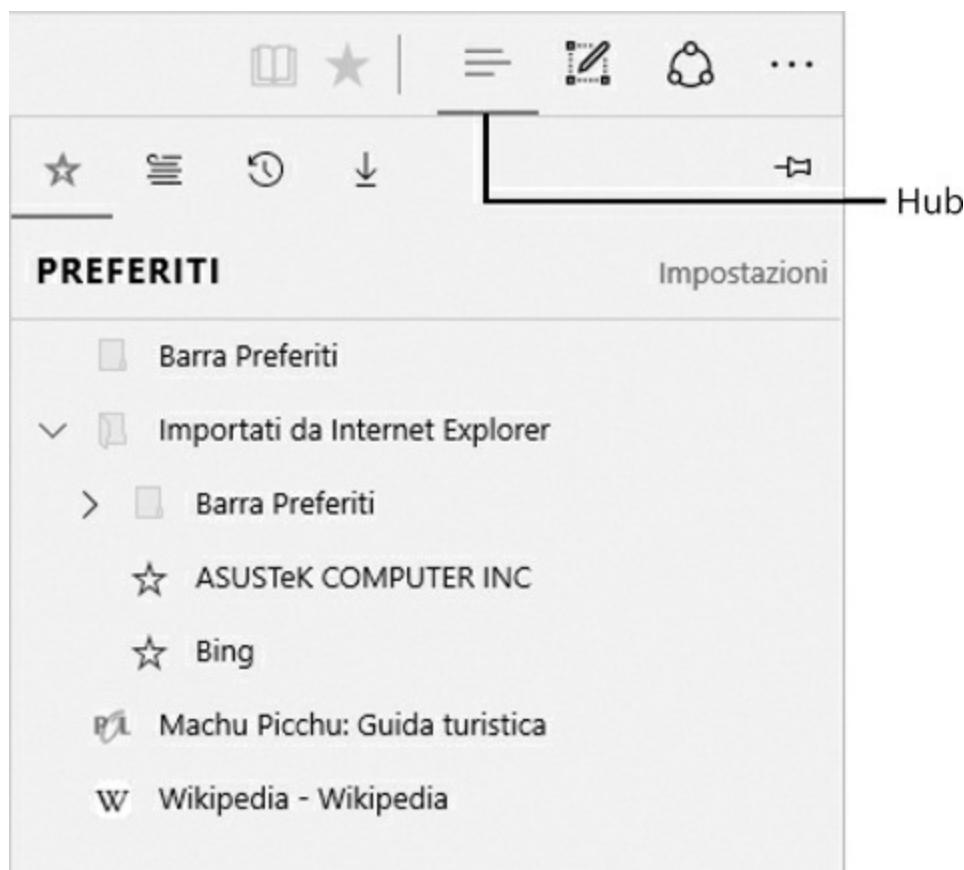 Hub
PREFERITI
Impostazioni
Barra Preferiti
Importati da Internet Explorer
Barra Preferiti
ASUSTeK COMPUTER INC
Bing
Machu Picchu: Guida turistica
W Wikipedia - Wikipedia